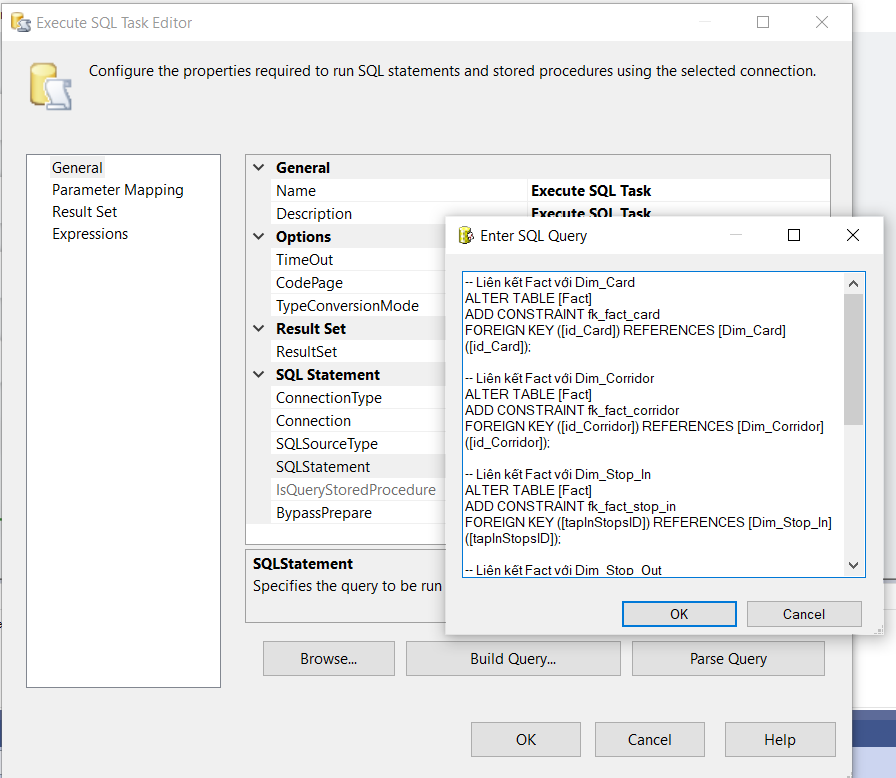 Execute SQL Task Editor
Configure the properties required to run SQL statements and stored procedures using the selected connection.
General
Parameter Mapping
Result Set
Expressions
General
Name Execute SQL Task
Description Execute SQL Task
Options
TimeOut
CodePage
TypeConversionMode
Result Set
ResultSet
SQL Statement
ConnectionType
Connection
SQLSourceType
SQLStatement
IsQueryStoredProcedure
BypassPrepare
SQLStatement
Specifies the query to be run
Browse...
Build Query...
Parse Query
OK
Cancel
Help
Enter SQL Query
-- Liên kết Fact với Dim_Card
ALTER TABLE [Fact]
ADD CONSTRAINT fk_fact_card
FOREIGN KEY ([id_Card]) REFERENCES [Dim_Card]
([id_Card]);
-- Liên kết Fact với Dim_Corridor
ALTER TABLE [Fact]
ADD CONSTRAINT fk_fact_corridor
FOREIGN KEY ([id_Corridor]) REFERENCES [Dim_Corridor]
([id_Corridor]);
-- Liên kết Fact với Dim_Stop_In
ALTER TABLE [Fact]
ADD CONSTRAINT fk_fact_stop_in
FOREIGN KEY ([tapInStopsID]) REFERENCES [Dim_Stop_In]
([tapInStopsID]);
-- Liên kết Fact với Dim_Stop_Out
OK
Cancel